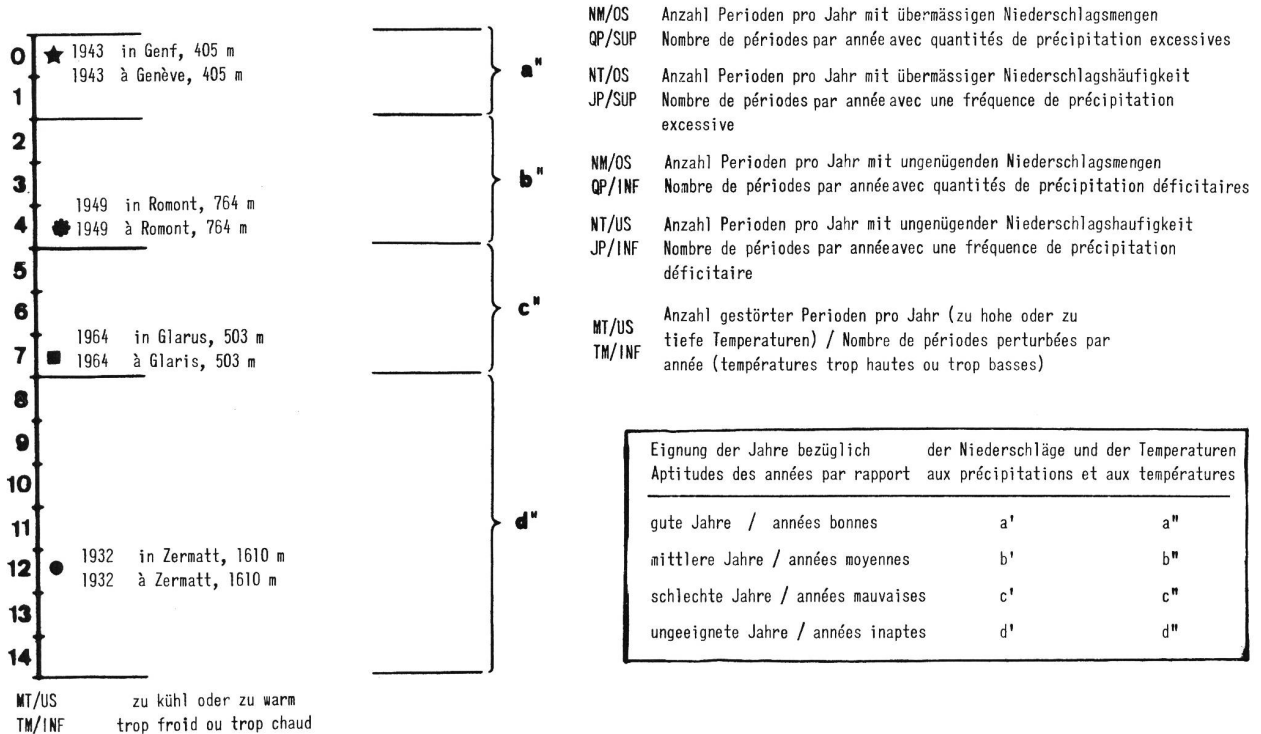 0
1943 in Genf, 405 m
1943 à Genève, 405 m
a"
1
2
3
b"
1949 in Romont, 764 m
4
1949 à Romont, 764 m
5
6
c"
1964 in Glarus, 503 m
7
1964 à Glaris, 503 m
8
9
10
11
d"
1932 in Zermatt, 1610 m
12
1932 à Zermatt, 1610 m
13
14
MT/US zu kühl oder zu warm
TM/INF trop froid ou trop chaud
NM/OS Anzahl Perioden pro Jahr mit übermässigen Niederschlagsmengen
QP/SUP Nombre de périodes par année avec quantités de précipitation excessives
NT/OS Anzahl Perioden pro Jahr mit übermässiger Niederschlagshäufigkeit
JP/SUP Nombre de périodes par année avec une fréquence de précipitation
excessive
NM/OS Anzahl Perioden pro Jahr mit ungenügenden Niederschlagsmengen
QP/INF Nombre de périodes par année avec quantités de précipitation déficitaires
NT/US Anzahl Perioden pro Jahr mit ungenügender Niederschlagshaufigkeit
JP/INF Nombre de périodes par année avec une fréquence de précipitation
déficitaire
Anzahl gestörter Perioden pro Jahr (zu hohe oder zu
MT/US tiefe Temperaturen) / Nombre de périodes perturbées par
TM/INF année (températures trop hautes ou trop basses)
Eignung der Jahre bezüglich der Niederschläge und der Temperaturen
Aptitudes des années par rapport aux précipitations et aux températures
gute Jahre / années bonnes a' a"
mittlere Jahre / années moyennes b' b"
schlechte Jahre / années mauvaises c' c"
ungeeignete Jahre / années inaptes d' d"